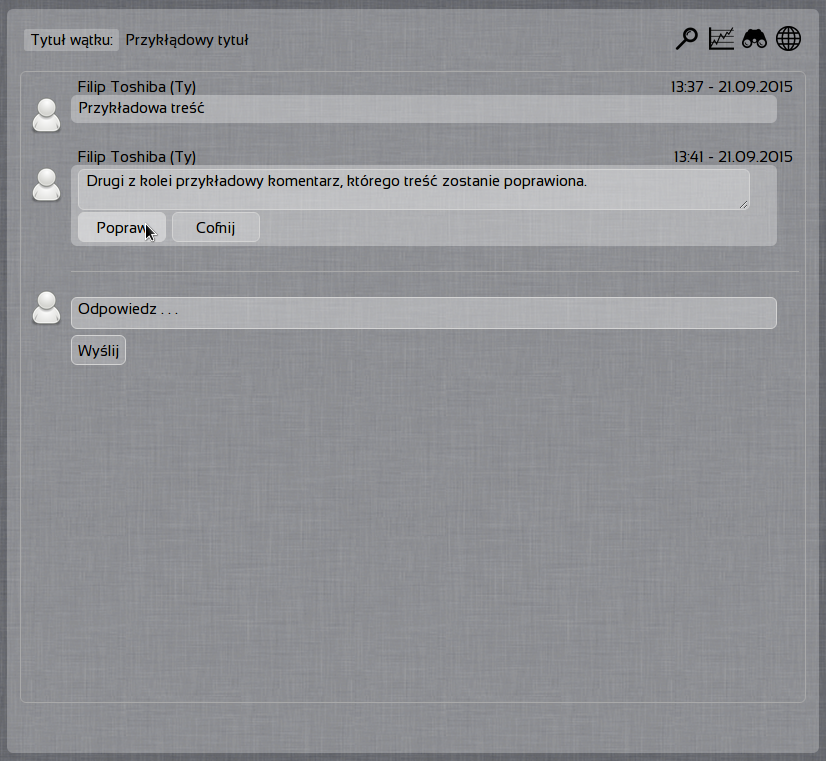 Tytuł wątku: Przykłądowy tytuł
Filip Toshiba (Ty) 13:37 - 21.09.2015
Przykładowa treść
Filip Toshiba (Ty) 13:41 - 21.09.2015
Drugi z kolei przykładowy komentarz, którego treść zostanie poprawiona.
Popraw Cofnij
Odpowiedz . . .
Wyślij